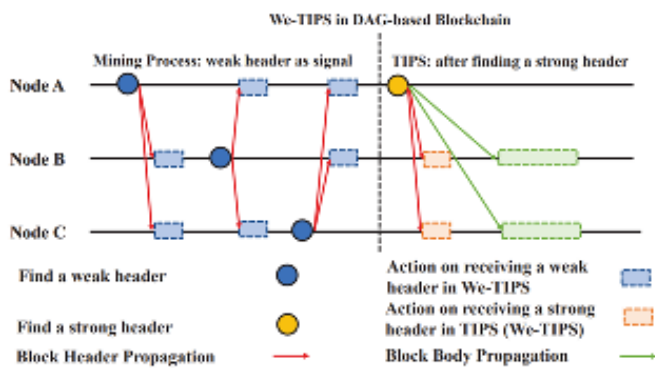 We-TIPS in DAG-based Blockchain
Mining Process: weak header as signal
TIPS: after finding a strong header
Node A
Node B
Node C
Find a weak header
Action on receiving a weak
header in We-TIPS
Find a strong header
Action on receiving a strong
header in TIPS (We-TIPS)
Block Header Propagation
Block Body Propagation